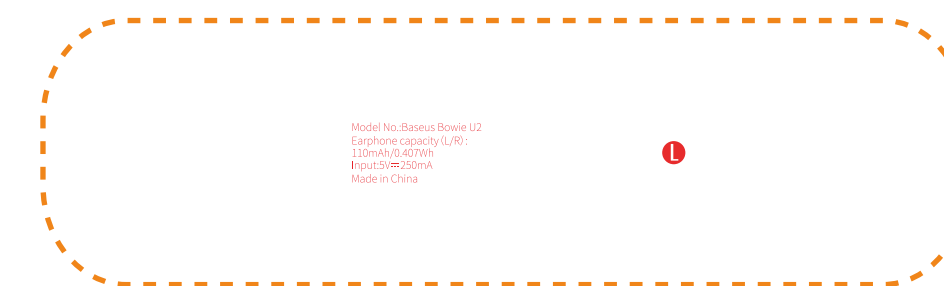 Model No.:Baseus Bowie U2
Earphone capacity（L/R）:
110mAh/0.407Wh
Input:5V⎓250mA
Made in China
L